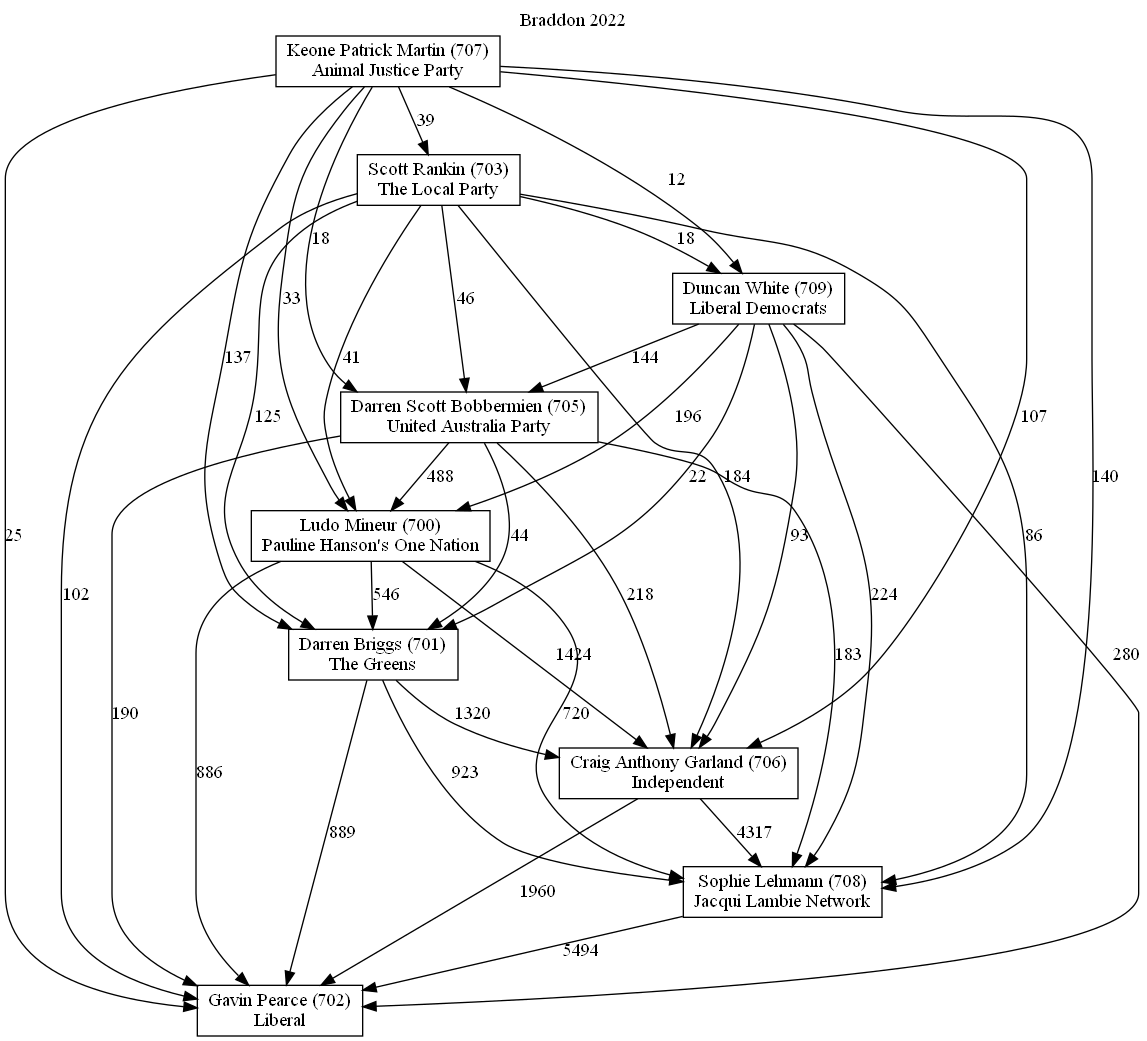 Braddon 2022
Keone Patrick Martin (707)
Animal Justice Party
39
Scott Rankin (703)
The Local Party
12
18
18
Duncan White (709)
Liberal Democrats
33
46
137
41
144
Darren Scott Bobbermien (705)
United Australia Party
125
196
107
488
22
184
140
Ludo Mineur (700)
Pauline Hanson's One Nation
25
44
93
86
102
546
218
224
Darren Briggs (701)
The Greens
1424
183
280
190
1320
720
Craig Anthony Garland (706)
Independent
886
923
889
4317
Sophie Lehmann (708)
Jacqui Lambie Network
1960
5494
Gavin Pearce (702)
Liberal